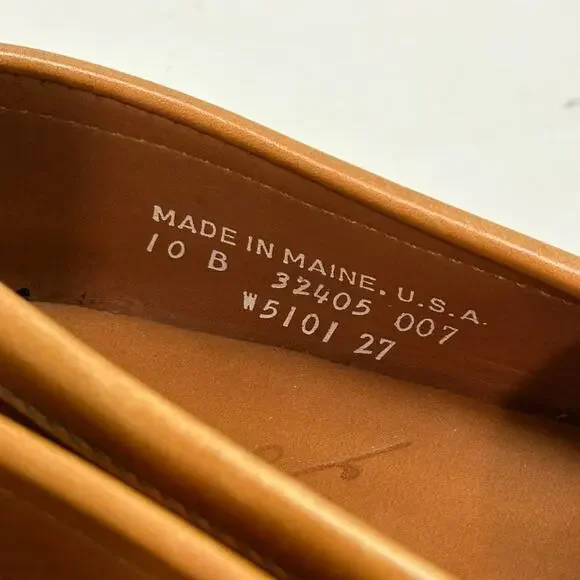 MADE IN MAINE. U.S.A.
10 B 32405 007
W5101 27